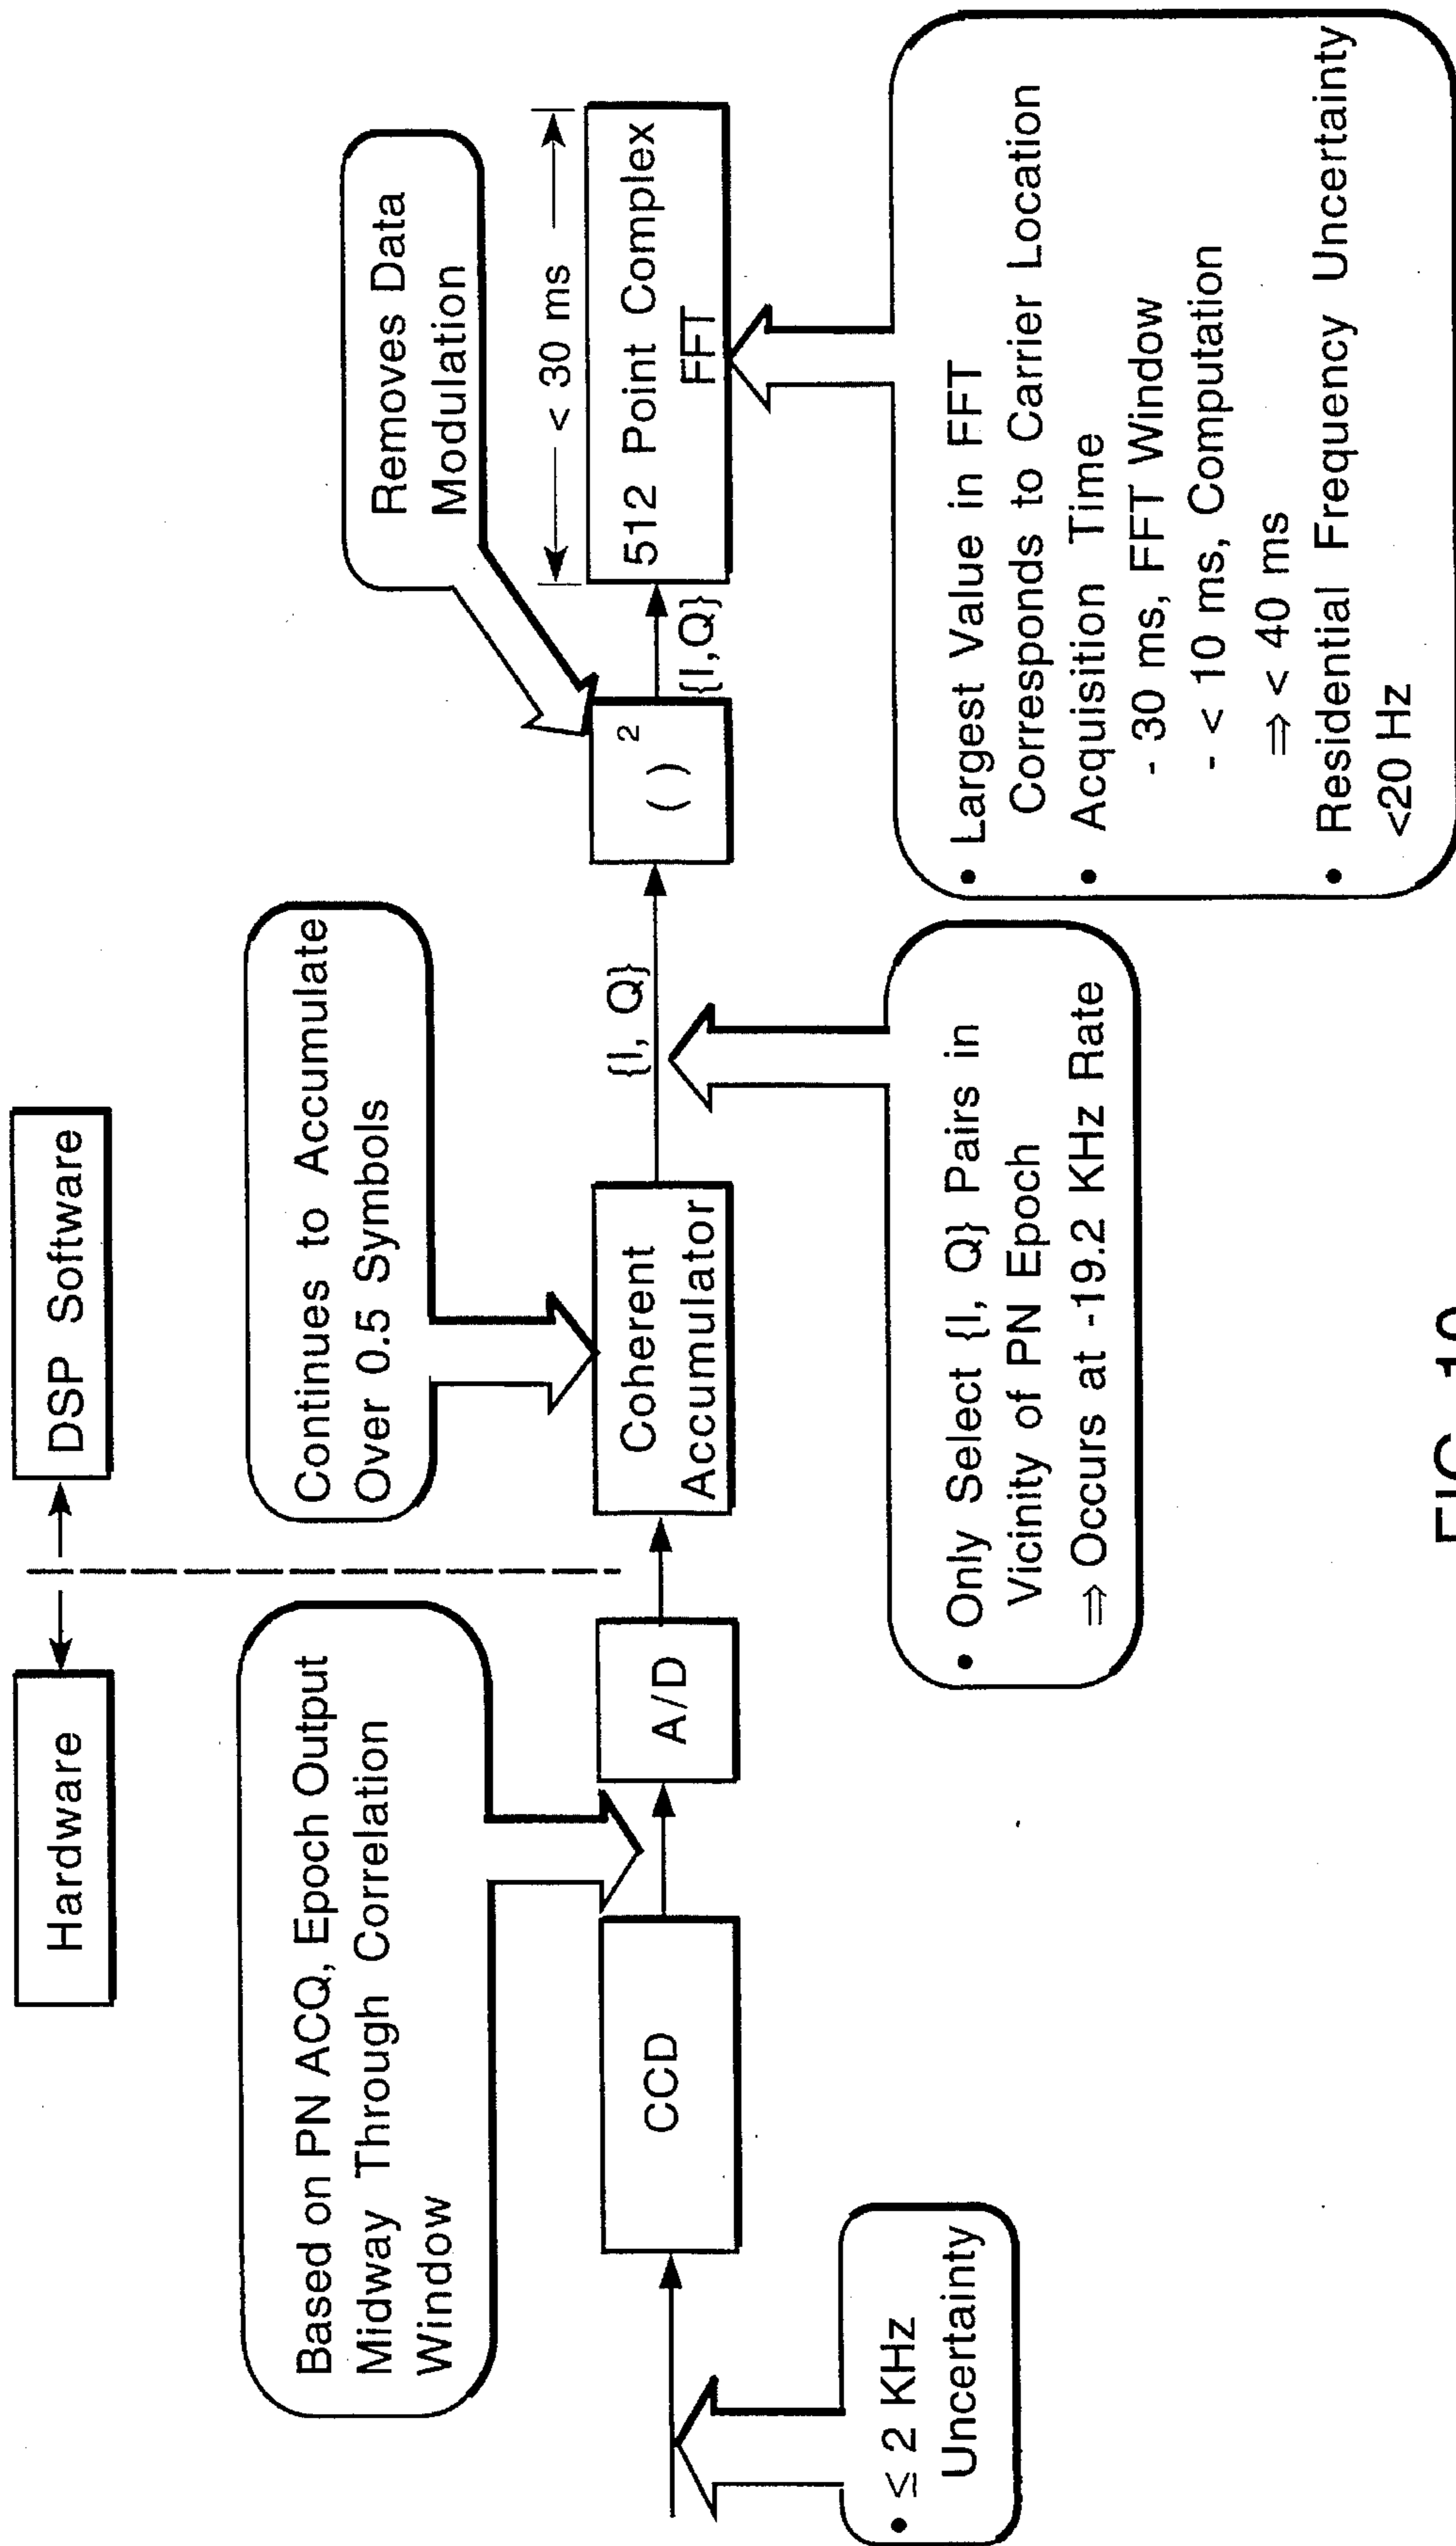 Hardware
DSP Software
Based on PN ACQ, Epoch Output
Midway Through Correlation
Window
Continues to Accumulate
Over 0.5 Symbols
Removes Data
Modulation
CCD
A/D
Coherent
Accumulator
{I, Q}
( )²
{I,Q}
< 30 ms
512 Point Complex
FFT
• ≤ 2 KHz
Uncertainty
• Only Select {I, Q} Pairs in
Vicinity of PN Epoch
⇒ Occurs at -19.2 KHz Rate
• Largest Value in FFT
Corresponds to Carrier Location
• Acquisition Time
- 30 ms, FFT Window
- < 10 ms, Computation
⇒ < 40 ms
• Residential Frequency Uncertainty
<20 Hz